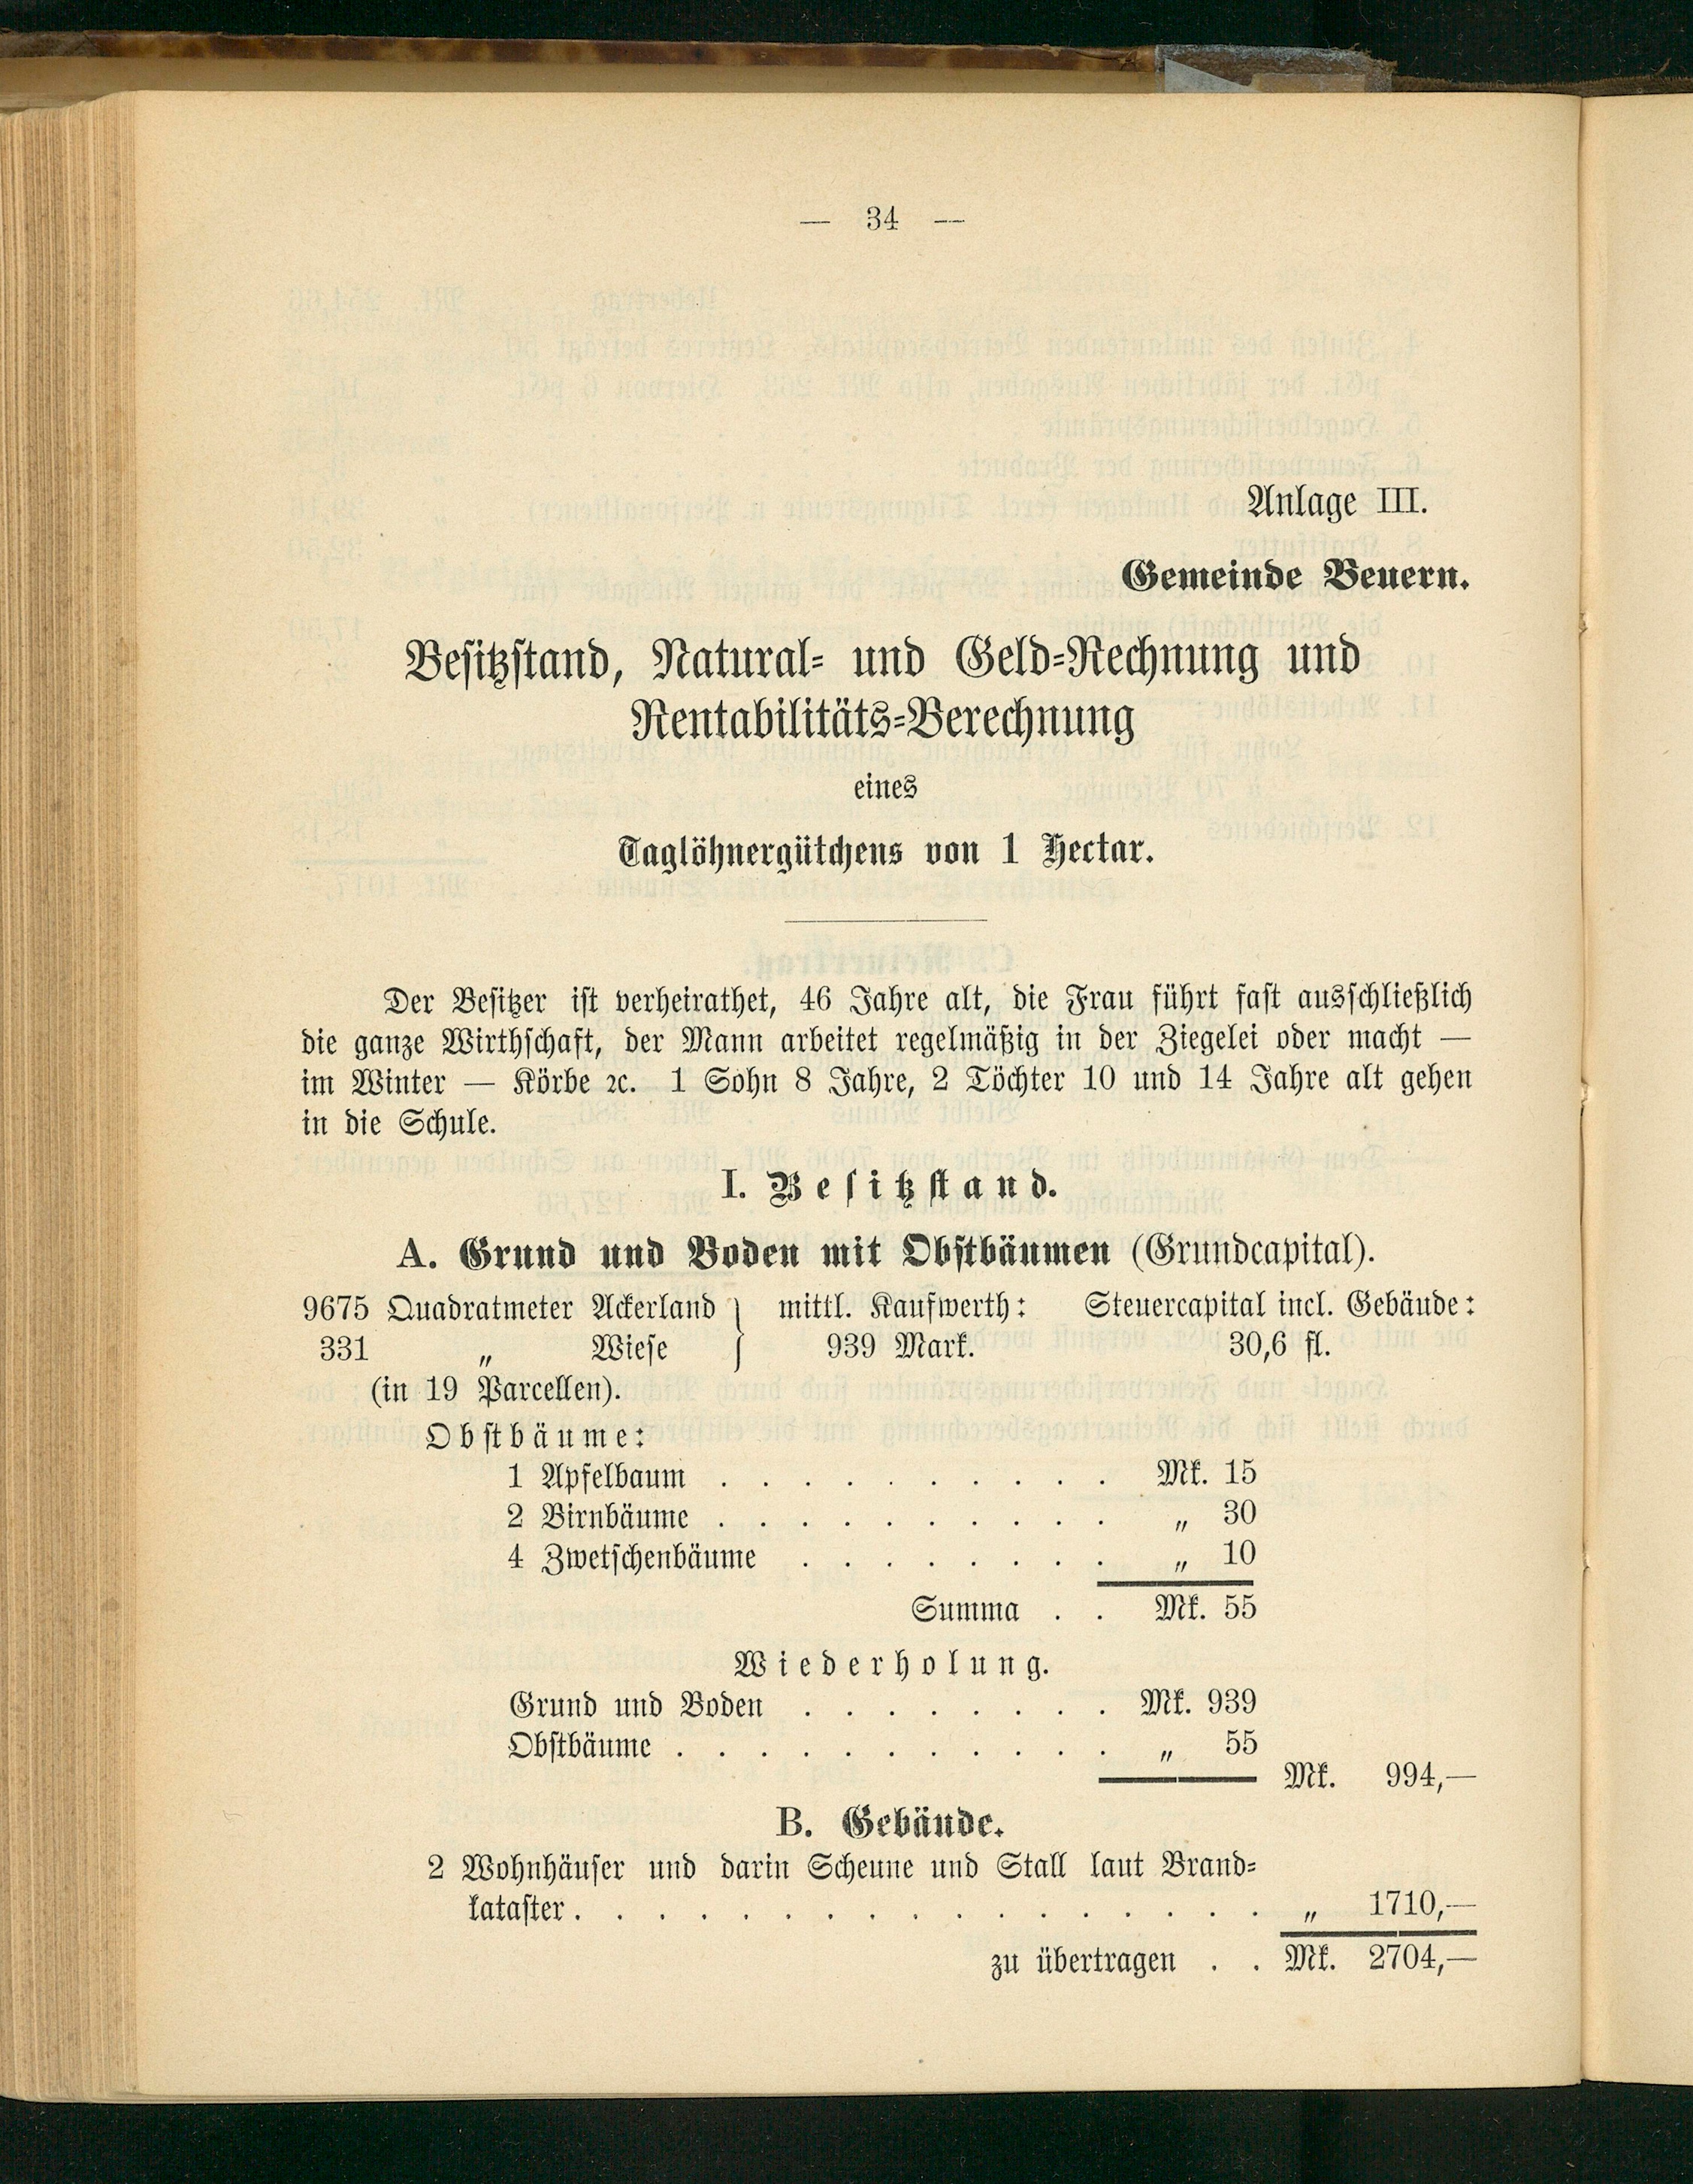 — 34 —
Anlage III.
Gemeinde Beuern.
Besitzstand, Natural- und Geld-Rechnung und
Rentabilitäts-Berechnung
eines
Taglöhnergütchens von 1 Hectar.
Der Besitzer ist verheirathet, 46 Jahre alt, die Frau führt fast ausschließlich
die ganze Wirthschaft, der Mann arbeitet regelmäßig in der Ziegelei oder macht —
im Winter — Körbe ꝛc. 1 Sohn 8 Jahre, 2 Töchter 10 und 14 Jahre alt gehen
in die Schule.
I. Besitzstand.
A. Grund und Boden mit Obstbäumen (Grundcapital).
9675 Quadratmeter Ackerland } mittl. Kaufwerth: Steuercapital incl. Gebäude:
331 „ Wiese } 939 Mark. 30,6 fl.
(in 19 Parcellen).
Obstbäume:
1 Apfelbaum . . . . . . . . . . Mk. 15
2 Birnbäume . . . . . . . . . . „ 30
4 Zwetschenbäume . . . . . . . . „ 10
Summa . . Mk. 55
Wiederholung.
Grund und Boden . . . . . . . . Mk. 939
Obstbäume . . . . . . . . . . . „ 55
Mk. 994,—
B. Gebäude.
2 Wohnhäuser und darin Scheune und Stall laut Brand-
kataster . . . . . . . . . . . . . . . . . „ 1710,—
zu übertragen . . Mk. 2704,—